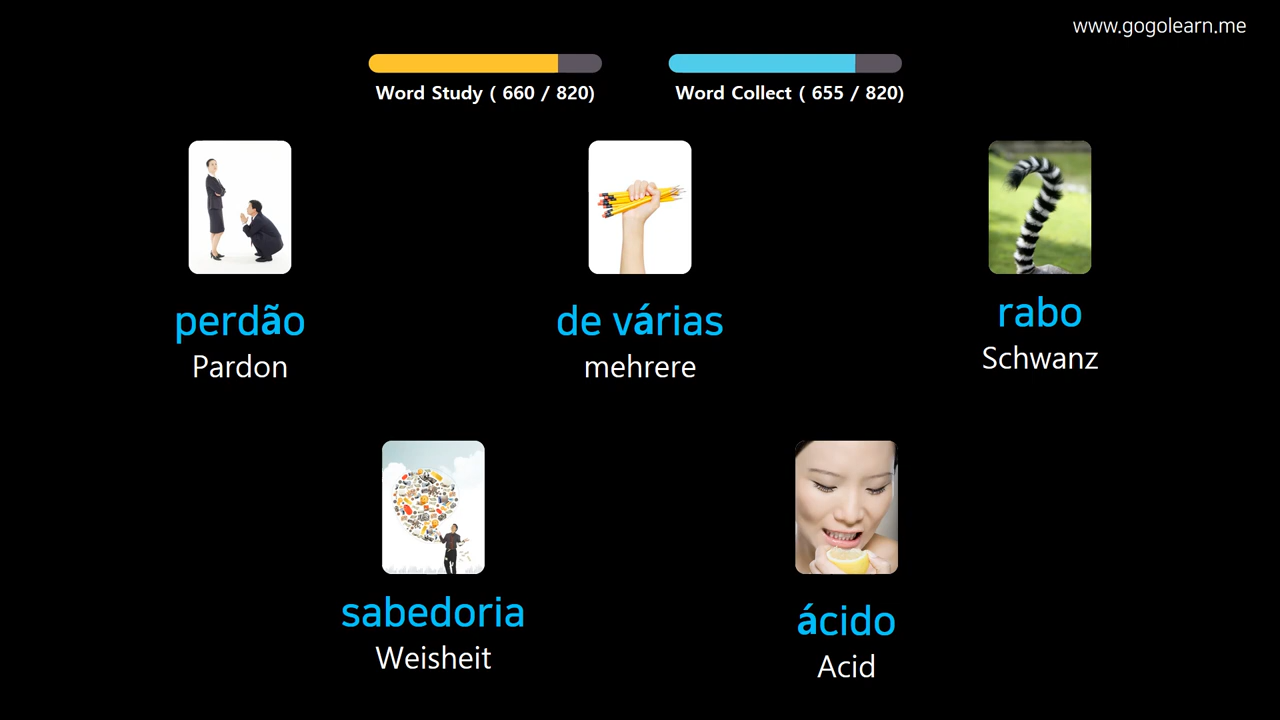 www.gogolearn.me
Word Study ( 660 / 820)
Word Collect ( 655 / 820)
perdão
Pardon
de várias
mehrere
rabo
Schwanz
sabedoria
Weisheit
ácido
Acid